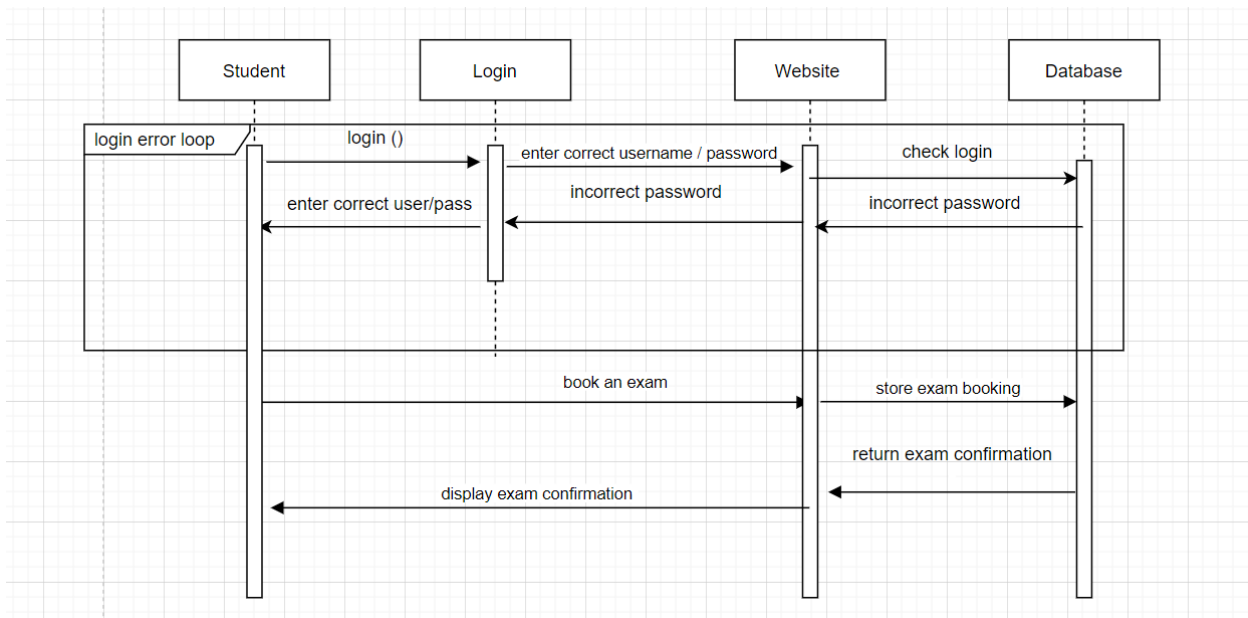 Student
Login
Website
Database
login error loop
login ()
enter correct username / password
check login
enter correct user/pass
incorrect password
incorrect password
book an exam
store exam booking
return exam confirmation
display exam confirmation